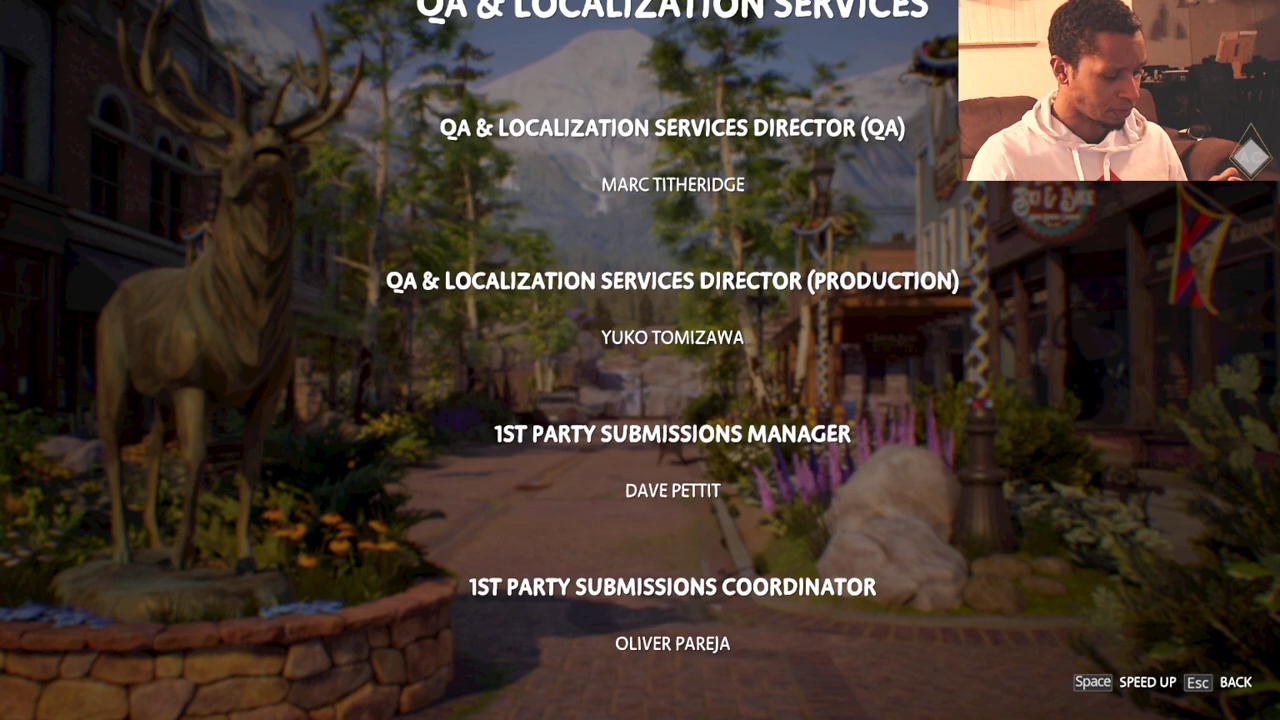 QA & LOCALIZATION SERVICES
QA & LOCALIZATION SERVICES DIRECTOR (QA)
MARC TITHERIDGE
QA & LOCALIZATION SERVICES DIRECTOR (PRODUCTION)
YUKO TOMIZAWA
1ST PARTY SUBMISSIONS MANAGER
DAVE PETTIT
1ST PARTY SUBMISSIONS COORDINATOR
OLIVER PAREJA
Space SPEED UP Esc BACK